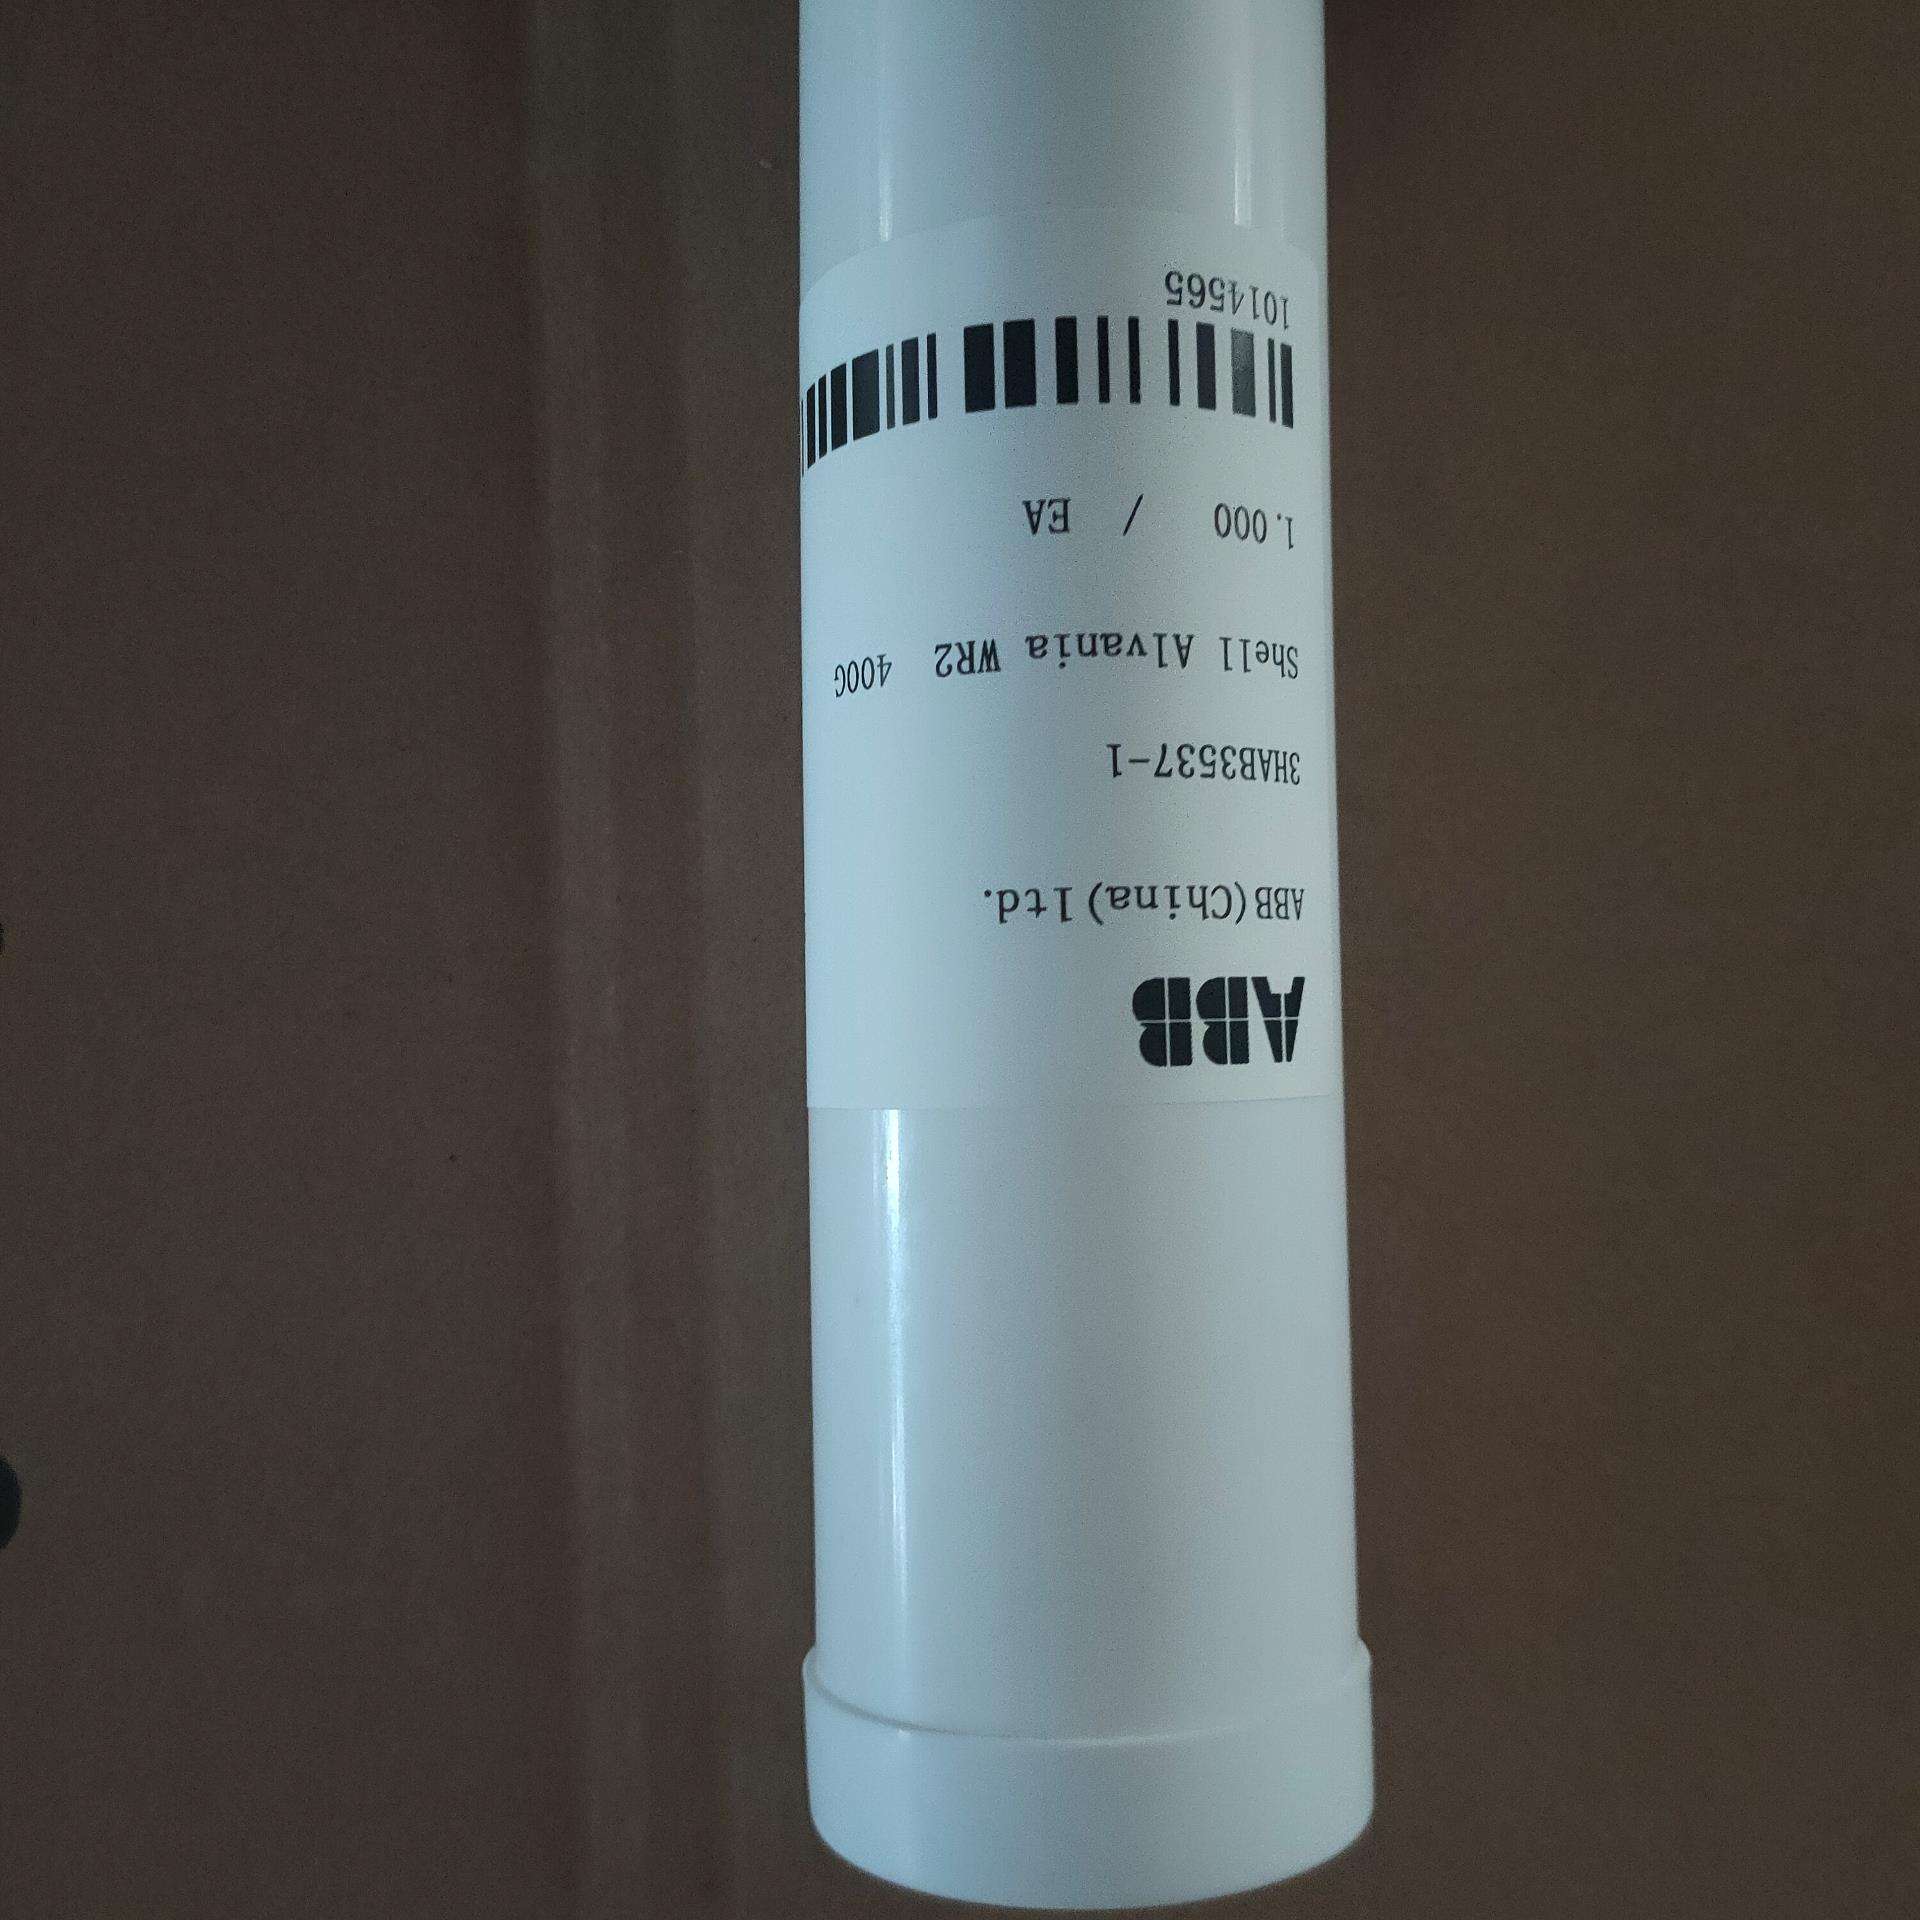 ABB
ABB(China)ltd.
3HAB3537-1
Shell Alvania WR2 400G
1.000 / EA
1014565